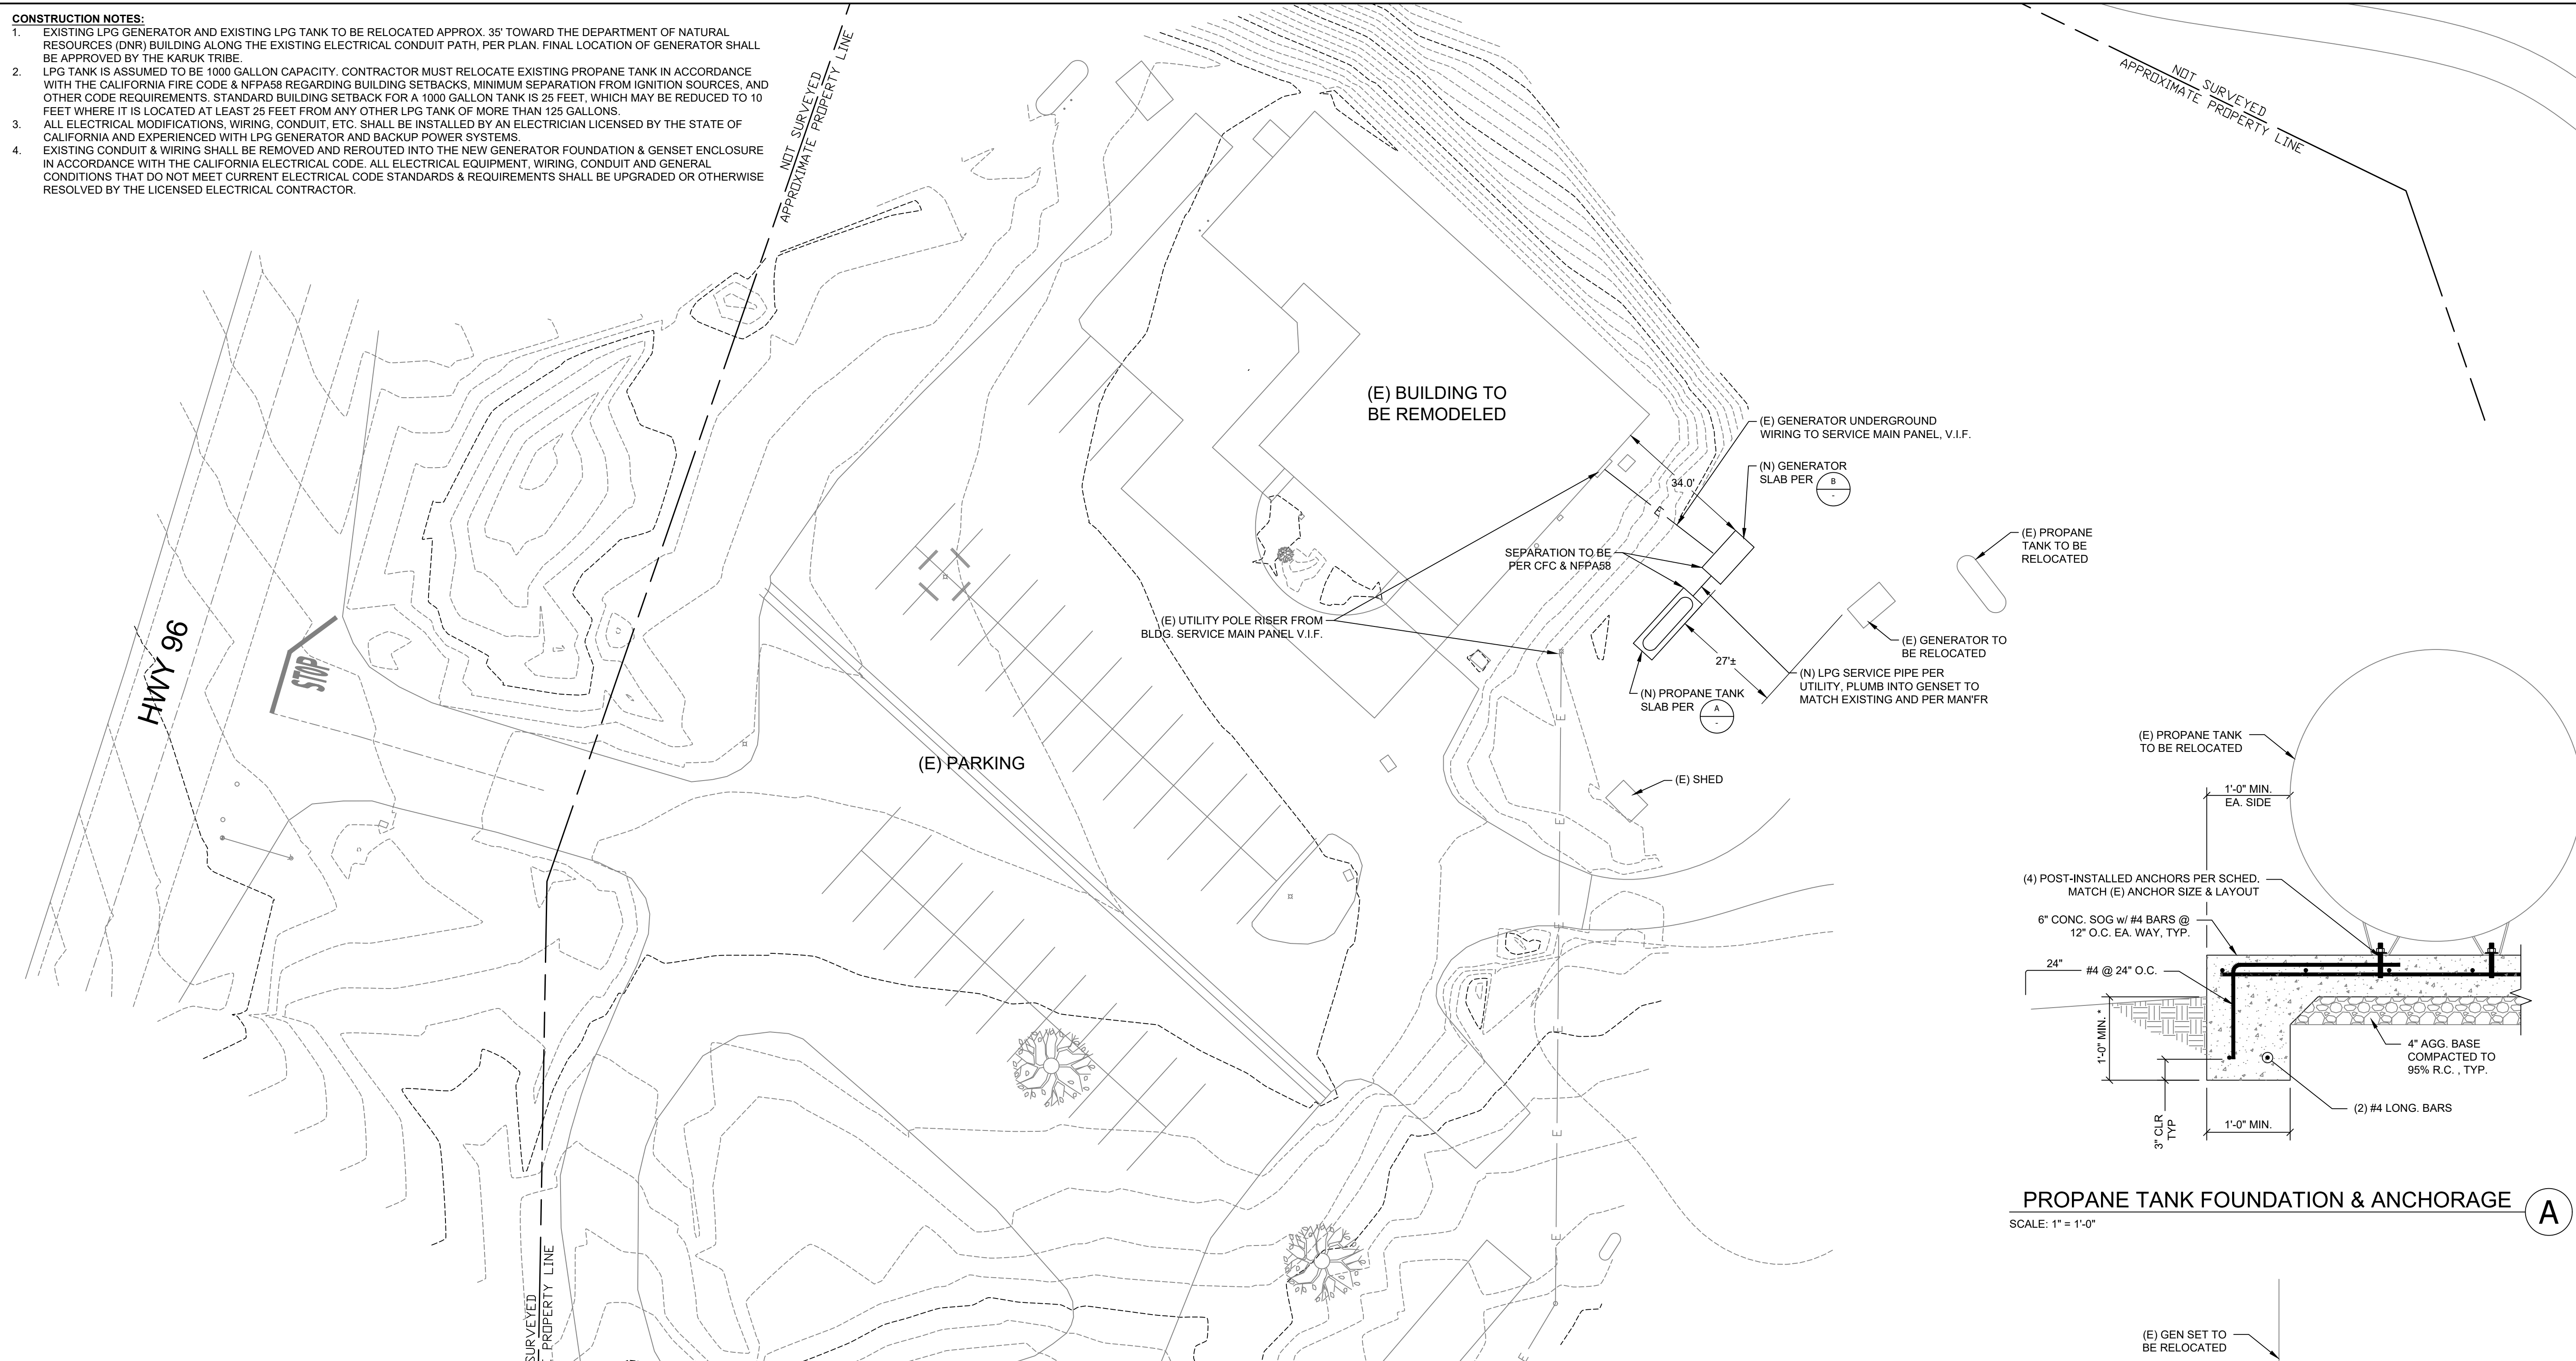 CONSTRUCTION NOTES:
1. EXISTING LPG GENERATOR AND EXISTING LPG TANK TO BE RELOCATED APPROX. 35' TOWARD THE DEPARTMENT OF NATURAL
RESOURCES (DNR) BUILDING ALONG THE EXISTING ELECTRICAL CONDUIT PATH, PER PLAN. FINAL LOCATION OF GENERATOR SHALL
BE APPROVED BY THE KARUK TRIBE.
2. LPG TANK IS ASSUMED TO BE 1000 GALLON CAPACITY. CONTRACTOR MUST RELOCATE EXISTING PROPANE TANK IN ACCORDANCE
WITH THE CALIFORNIA FIRE CODE & NFPA58 REGARDING BUILDING SETBACKS, MINIMUM SEPARATION FROM IGNITION SOURCES, AND
OTHER CODE REQUIREMENTS. STANDARD BUILDING SETBACK FOR A 1000 GALLON TANK IS 25 FEET, WHICH MAY BE REDUCED TO 10
FEET WHERE IT IS LOCATED AT LEAST 25 FEET FROM ANY OTHER LPG TANK OF MORE THAN 125 GALLONS.
3. ALL ELECTRICAL MODIFICATIONS, WIRING, CONDUIT, ETC. SHALL BE INSTALLED BY AN ELECTRICIAN LICENSED BY THE STATE OF
CALIFORNIA AND EXPERIENCED WITH LPG GENERATOR AND BACKUP POWER SYSTEMS.
4. EXISTING CONDUIT & WIRING SHALL BE REMOVED AND REROUTED INTO THE NEW GENERATOR FOUNDATION & GENSET ENCLOSURE
IN ACCORDANCE WITH THE CALIFORNIA ELECTRICAL CODE. ALL ELECTRICAL EQUIPMENT, WIRING, CONDUIT AND GENERAL
CONDITIONS THAT DO NOT MEET CURRENT ELECTRICAL CODE STANDARDS & REQUIREMENTS SHALL BE UPGRADED OR OTHERWISE
RESOLVED BY THE LICENSED ELECTRICAL CONTRACTOR.
NOT SURVEYED
APPROXIMATE PROPERTY LINE
NOT SURVEYED
APPROXIMATE PROPERTY LINE
(E) BUILDING TO
BE REMODELED
(E) GENERATOR UNDERGROUND
WIRING TO SERVICE MAIN PANEL, V.I.F.
(N) GENERATOR
SLAB PER
B
-
34.0'
E
SEPARATION TO BE
PER CFC & NFPA58
(E) PROPANE
TANK TO BE
RELOCATED
(E) UTILITY POLE RISER FROM
BLDG. SERVICE MAIN PANEL V.I.F.
(E) GENERATOR TO
BE RELOCATED
27'±
(N) LPG SERVICE PIPE PER
UTILITY, PLUMB INTO GENSET TO
MATCH EXISTING AND PER MAN'FR
(N) PROPANE TANK
SLAB PER
A
-
HWY 96
STOP
(E) PARKING
(E) SHED
E
E
E
E
E
E
E
SURVEYED
PROPERTY LINE
(E) PROPANE TANK
TO BE RELOCATED
1'-0" MIN.
EA. SIDE
(4) POST-INSTALLED ANCHORS PER SCHED.
MATCH (E) ANCHOR SIZE & LAYOUT
6" CONC. SOG w/ #4 BARS @
12" O.C. EA. WAY, TYP.
24"
#4 @ 24" O.C.
1'-0" MIN. *
4" AGG. BASE
COMPACTED TO
95% R.C. , TYP.
(2) #4 LONG. BARS
3" CLR
TYP
1'-0" MIN.
PROPANE TANK FOUNDATION & ANCHORAGE
A
SCALE: 1" = 1'-0"
(E) GEN SET TO
BE RELOCATED